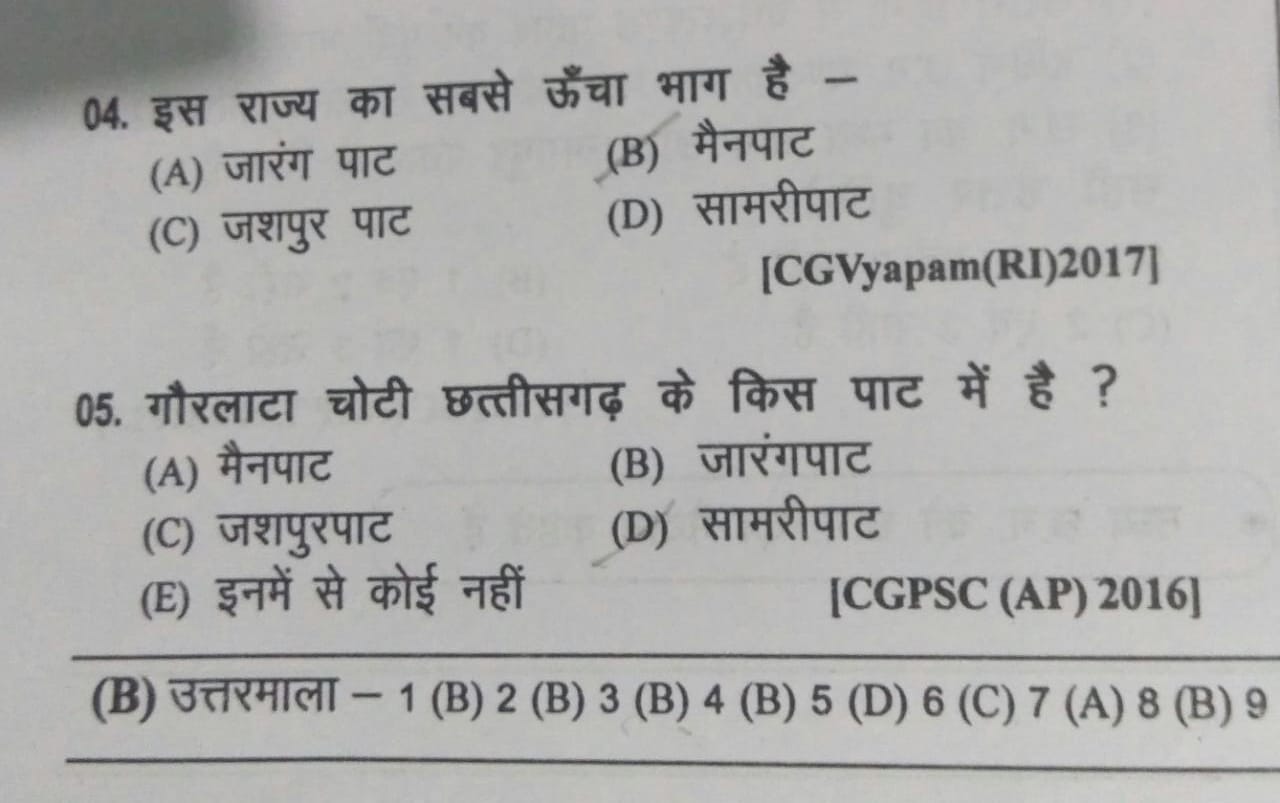 04. इस राज्य का सबसे ऊँचा भाग है –
(A) जारंग पाट (B) मैनपाट
(C) जशपुर पाट (D) सामरीपाट
[CGVyapam(RI)2017]
05. गौरलाटा चोटी छत्तीसगढ़ के किस पाट में है ?
(A) मैनपाट (B) जारंगपाट
(C) जशपुरपाट (D) सामरीपाट
(E) इनमें से कोई नहीं [CGPSC (AP) 2016]
(B) उत्तरमाला – 1 (B) 2 (B) 3 (B) 4 (B) 5 (D) 6 (C) 7 (A) 8 (B) 9